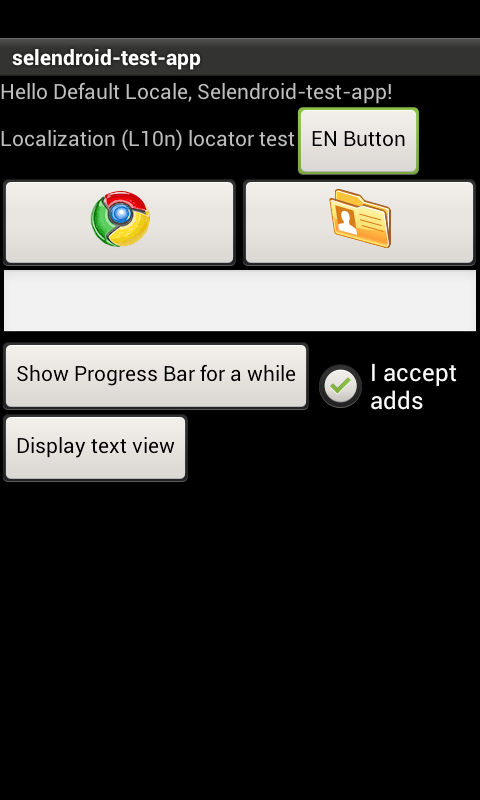 selendroid-test-app
Hello Default Locale, Selendroid-test-app!
Localization (L10n) locator test EN Button
Show Progress Bar for a while
I accept
adds
Display text view